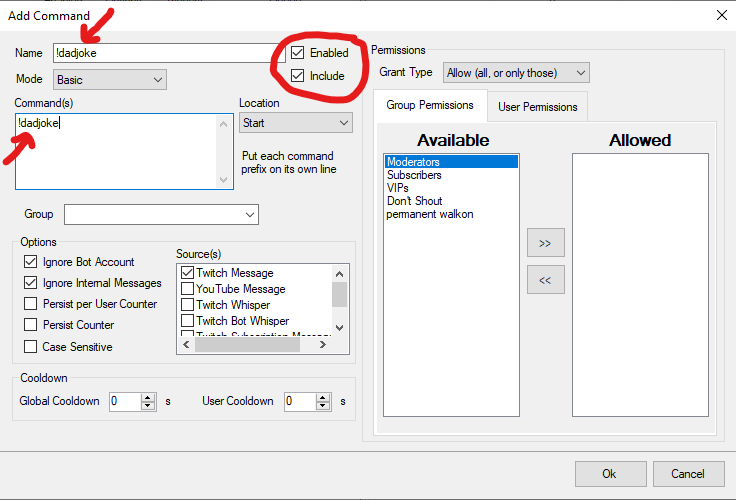 Add Command
Name !dadjoke Enabled
Mode Basic Include
Command(s) Location
!dadjoke Start
Put each command
prefix on its own line
Group
Options
Ignore Bot Account
Ignore Internal Messages
Persist per User Counter
Persist Counter
Case Sensitive
Source(s)
Twitch Message
YouTube Message
Twitch Whisper
Twitch Bot Whisper
Twitch Subscription Message
Cooldown
Global Cooldown 0 s User Cooldown 0 s
Permissions
Grant Type Allow (all, or only those)
Group Permissions User Permissions
Available Allowed
Moderators
Subscribers
VIPs
Don't Shout
permanent walkon
>>
<<
Ok Cancel